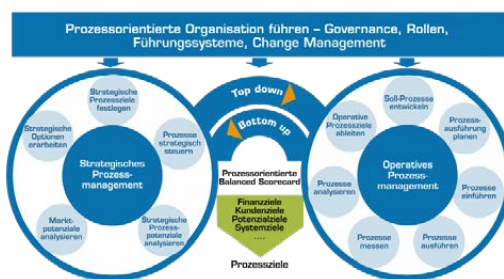 Prozessorientierte Organisation führen – Governance, Rollen,
Führungssysteme, Change Management
Strategische
Prozessziele
festlegen
Strategische
Optionen
erarbeiten
Prozesse
strategisch
steuern
Strategisches
Prozess-
management
Markt-
potenziale
analysieren
Strategische
Prozess-
potenziale
analysieren
Top down
Bottom up
Prozessorientierte
Balanced Scorecard
Finanzziele
Kundenziele
Potenzialziele
Systemziele
....
Prozessziele
Soll-Prozesse
entwickeln
Operative
Prozessziele
ableiten
Prozess-
ausführung
planen
Prozesse
analysieren
Operatives
Prozess-
management
Prozesse
einführen
Prozesse
messen
Prozesse
ausführen